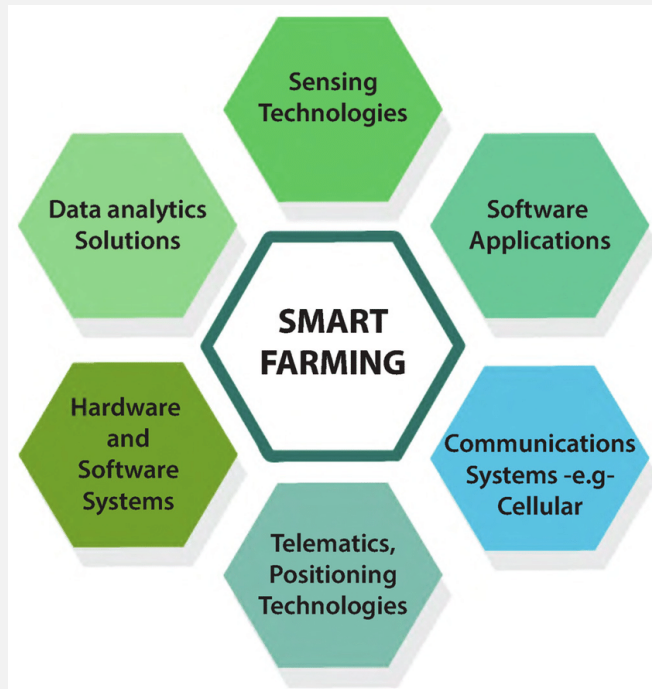 Sensing
Technologies
Data analytics
Solutions
Software
Applications
SMART
FARMING
Hardware
and
Software
Systems
Communications
Systems -e.g-
Cellular
Telematics,
Positioning
Technologies